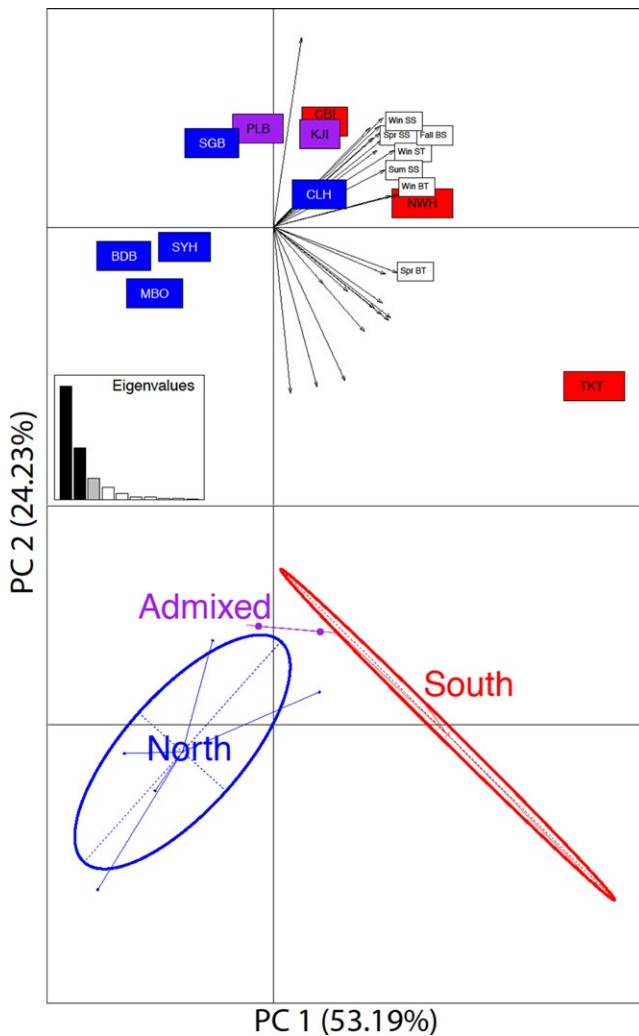 CBI
Win SS
PLB
KJI
Spr SS
Fall BS
SGB
Win ST
Sum SS
Win BT
CLH
NWH
SYH
BDB
Spr BT
MBO
Eigenvalues
TKT
PC 2 (24.23%)
Admixed
South
North
PC 1 (53.19%)